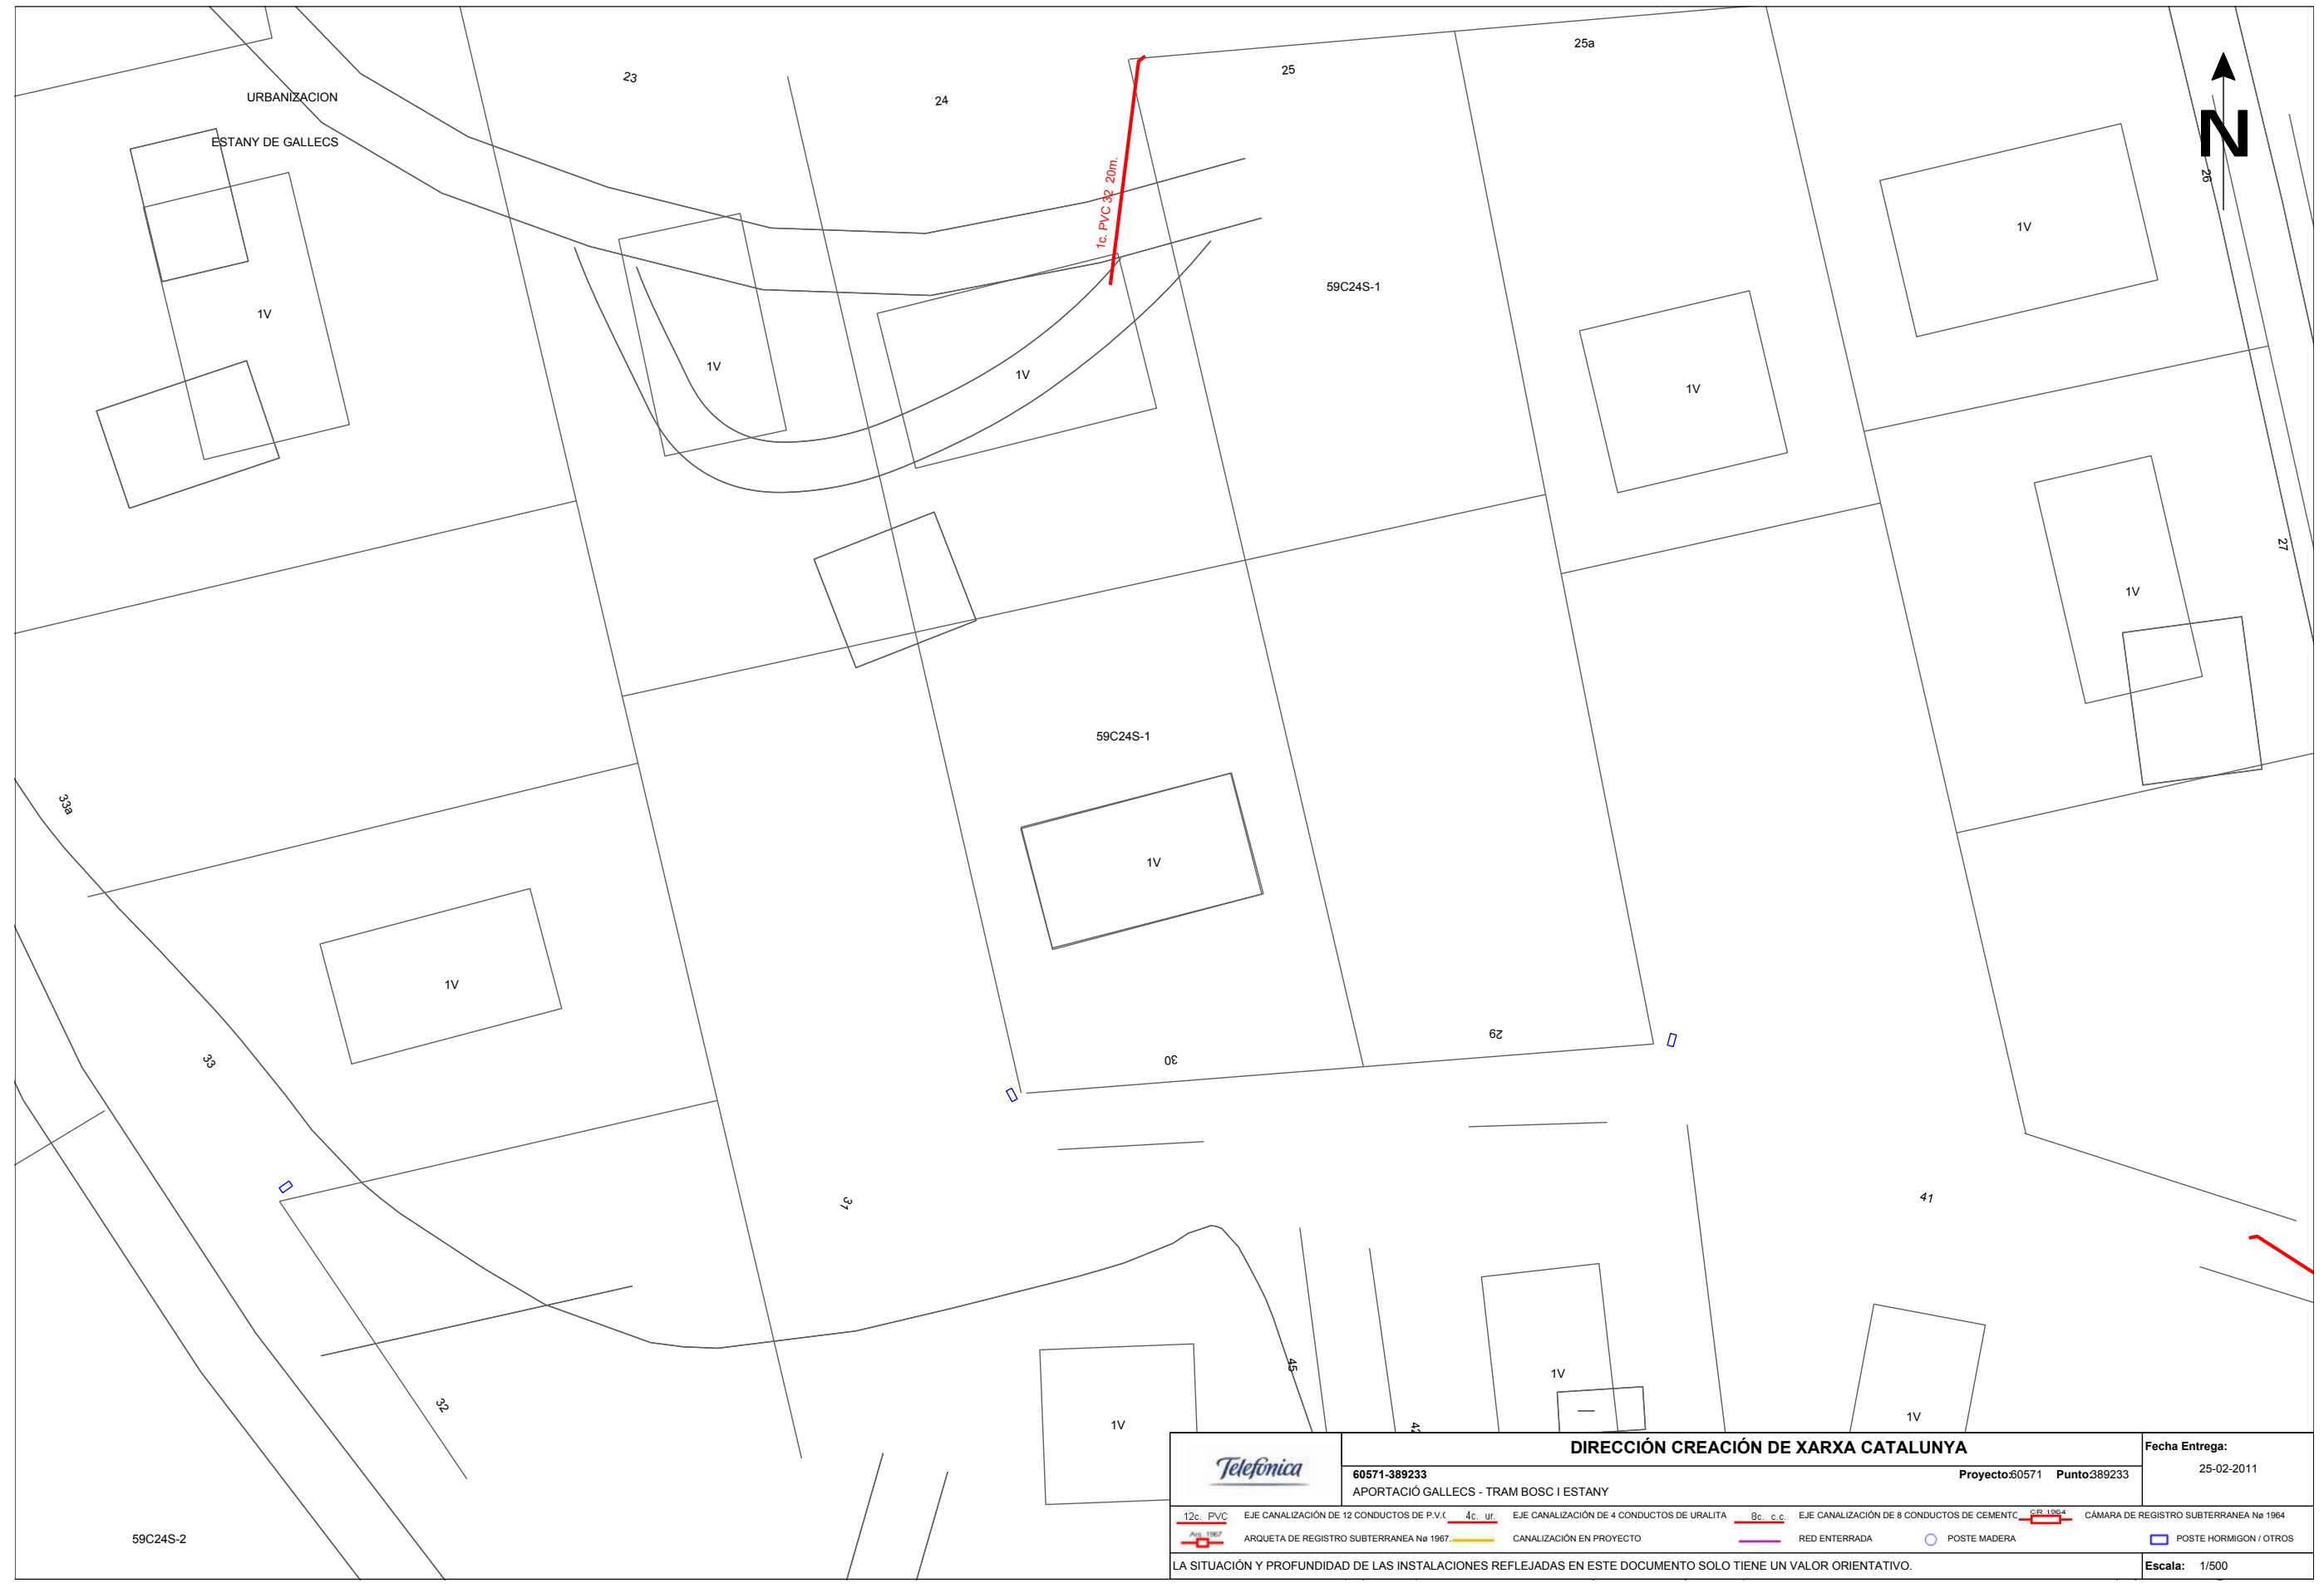 25a
23
25
24
URBANIZACION
ESTANY DE GALLECS
N
26
1c. PVC 32 20m.
1V
59C24S-1
1V
1V
1V
1V
27
1V
59C24S-1
33a
1V
1V
29
30
33
31
41
45
32
1V
1V
1V
42
59C24S-2
Telefónica
DIRECCIÓN CREACIÓN DE XARXA CATALUNYA
Fecha Entrega:
25-02-2011
60571-389233
Proyecto:60571 Punto:389233
APORTACIÓ GALLECS - TRAM BOSC I ESTANY
12c. PVC EJE CANALIZACIÓN DE 12 CONDUCTOS DE P.V.C 4c. ur. EJE CANALIZACIÓN DE 4 CONDUCTOS DE URALITA 8c. c.c. EJE CANALIZACIÓN DE 8 CONDUCTOS DE CEMENTO C.R. 1964 CÁMARA DE REGISTRO SUBTERRANEA Nø 1964
Arq. 1967 ARQUETA DE REGISTRO SUBTERRANEA Nø 1967. CANALIZACIÓN EN PROYECTO RED ENTERRADA POSTE MADERA POSTE HORMIGON / OTROS
LA SITUACIÓN Y PROFUNDIDAD DE LAS INSTALACIONES REFLEJADAS EN ESTE DOCUMENTO SOLO TIENE UN VALOR ORIENTATIVO.
Escala: 1/500